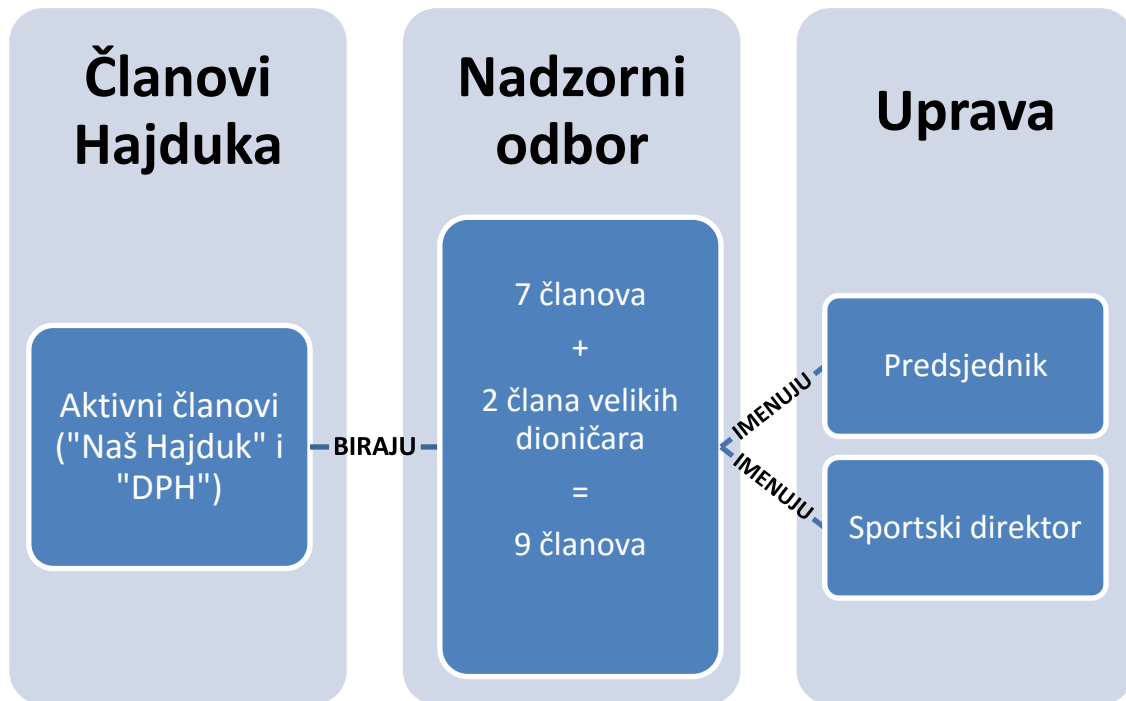 Članovi
Hajduka
Aktivni članovi
("Naš Hajduk" i
"DPH")
BIRAJU
Nadzorni
odbor
7 članova
+
2 člana velikih
dioničara
=
9 članova
IMENUJU
IMENUJU
Uprava
Predsjednik
Sportski direktor